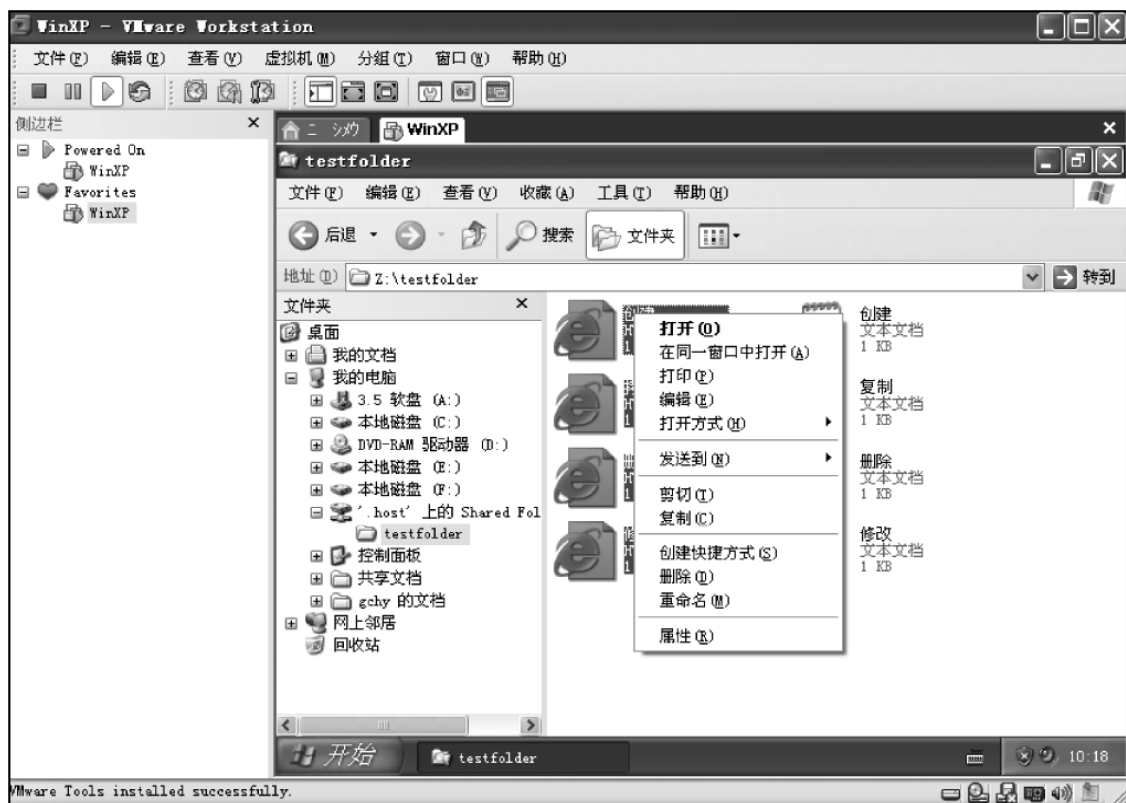 WinXP - VMware Workstation
文件(F) 编辑(E) 查看(V) 虚拟机(M) 分组(T) 窗口(W) 帮助(H)
侧边栏
Powered On
WinXP
Favorites
WinXP
WinXP
testfolder
文件(F) 编辑(E) 查看(V) 收藏(A) 工具(T) 帮助(H)
后退 搜索 文件夹
地址(D) Z:\testfolder 转到
文件夹
桌面
我的文档
我的电脑
3.5 软盘 (A:)
本地磁盘 (C:)
DVD-RAM 驱动器 (D:)
本地磁盘 (E:)
本地磁盘 (F:)
'.host' 上的 Shared Fol
testfolder
控制面板
共享文档
gchy 的文档
网上邻居
回收站
打开(O)
在同一窗口中打开(A)
打印(P)
编辑(E)
打开方式(H)
发送到(N)
剪切(T)
复制(C)
创建快捷方式(S)
删除(D)
重命名(M)
属性(R)
创建
文本文档
1 KB
复制
文本文档
1 KB
删除
文本文档
1 KB
修改
文本文档
1 KB
开始 testfolder 10:18
VMware Tools installed successfully.